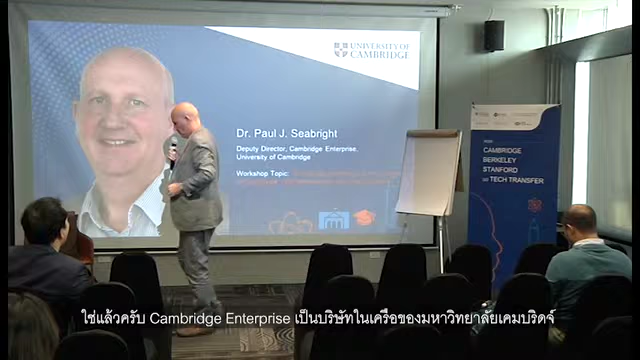 UNIVERSITY OF
CAMBRIDGE
Dr. Paul J. Seabright
Deputy Director, Cambridge Enterprise,
University of Cambridge
Workshop Topic:
CAMBRIDGE
BERKELEY
STANFORD
TECH TRANSFER
ใช่แล้วครับ Cambridge Enterprise เป็นบริษัทในเครือของมหาวิทยาลัยเคมบริดจ์